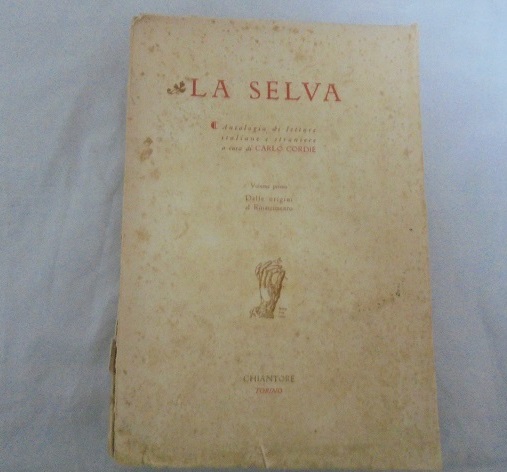 LA SELVA
Antologia di letture
italiane e straniere
a cura di CARLO CORDIÉ
Volume primo
Dalle origini
al Rinascimento
CHIANTORE
TORINO